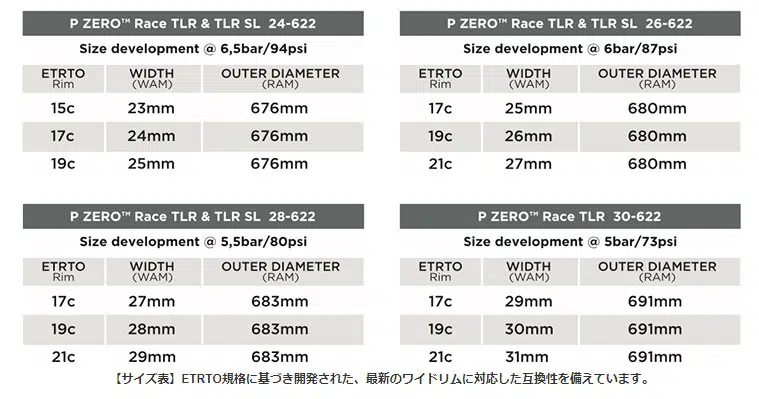 P ZERO™ Race TLR & TLR SL 24-622
Size development @ 6,5bar/94psi
ETRTO Rim WIDTH (WAM) OUTER DIAMETER (RAM)
15c 23mm 676mm
17c 24mm 676mm
19c 25mm 676mm
P ZERO™ Race TLR & TLR SL 26-622
Size development @ 6bar/87psi
ETRTO Rim WIDTH (WAM) OUTER DIAMETER (RAM)
17c 25mm 680mm
19c 26mm 680mm
21c 27mm 680mm
P ZERO™ Race TLR & TLR SL 28-622
Size development @ 5,5bar/80psi
ETRTO Rim WIDTH (WAM) OUTER DIAMETER (RAM)
17c 27mm 683mm
19c 28mm 683mm
21c 29mm 683mm
P ZERO™ Race TLR 30-622
Size development @ 5bar/73psi
ETRTO Rim WIDTH (WAM) OUTER DIAMETER (RAM)
17c 29mm 691mm
19c 30mm 691mm
21c 31mm 691mm
【サイズ表】ETRTO規格に基づき開発された、最新のワイドリムに対応した互換性を備えています。